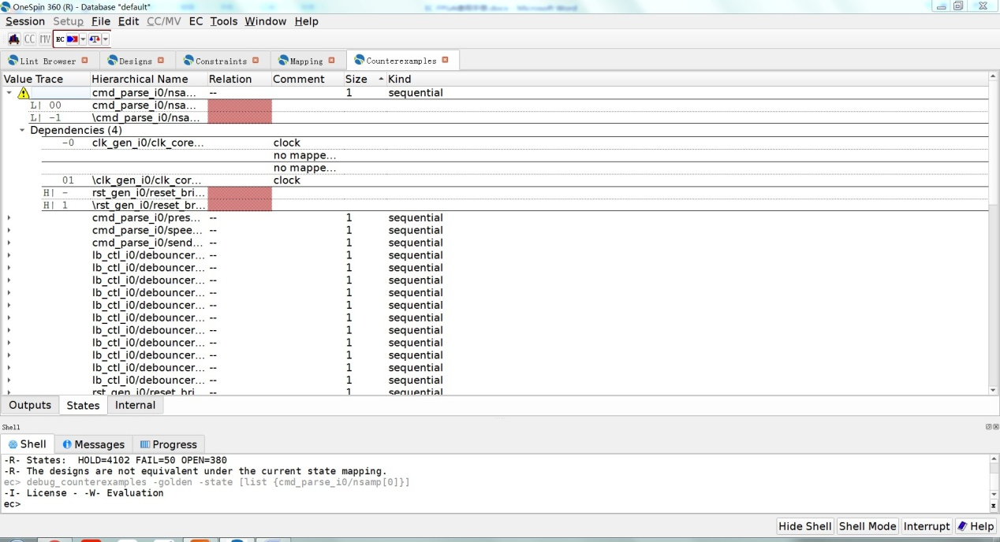 OneSpin 360 (R) - Database "default"
Session Setup File Edit CC/MV EC Tools Window Help
CC MV EC
Lint Browser Designs Constraints Mapping Counterexamples
Value Trace Hierarchical Name Relation Comment Size Kind
cmd_parse_i0/nsa... -- 1 sequential
L| 00 cmd_parse_i0/nsa...
L| -1 \cmd_parse_i0/nsa...
Dependencies (4)
-0 clk_gen_i0/clk_core... clock
no mappe...
no mappe...
01 \clk_gen_i0/clk_cor... clock
H| - rst_gen_i0/reset_bri...
H| 1 \rst_gen_i0/reset_br...
cmd_parse_i0/pres... -- 1 sequential
cmd_parse_i0/spee... -- 1 sequential
cmd_parse_i0/send... -- 1 sequential
lb_ctl_i0/debouncer... -- 1 sequential
lb_ctl_i0/debouncer... -- 1 sequential
lb_ctl_i0/debouncer... -- 1 sequential
lb_ctl_i0/debouncer... -- 1 sequential
lb_ctl_i0/debouncer... -- 1 sequential
lb_ctl_i0/debouncer... -- 1 sequential
lb_ctl_i0/debouncer... -- 1 sequential
lb_ctl_i0/debouncer... -- 1 sequential
lb_ctl_i0/debouncer... -- 1 sequential
lb_ctl_i0/debouncer... -- 1 sequential
lb_ctl_i0/debouncer... -- 1 sequential
rst_gen_i0/reset_bri... -- 1 sequential
Outputs States Internal
Shell
Shell Messages Progress
-R- States: HOLD=4102 FAIL=50 OPEN=380
-R- The designs are not equivalent under the current state mapping.
ec> debug_counterexamples -golden -state [list {cmd_parse_i0/nsamp[0]}]
-I- License - -W- Evaluation
ec>
Hide Shell Shell Mode Interrupt Help